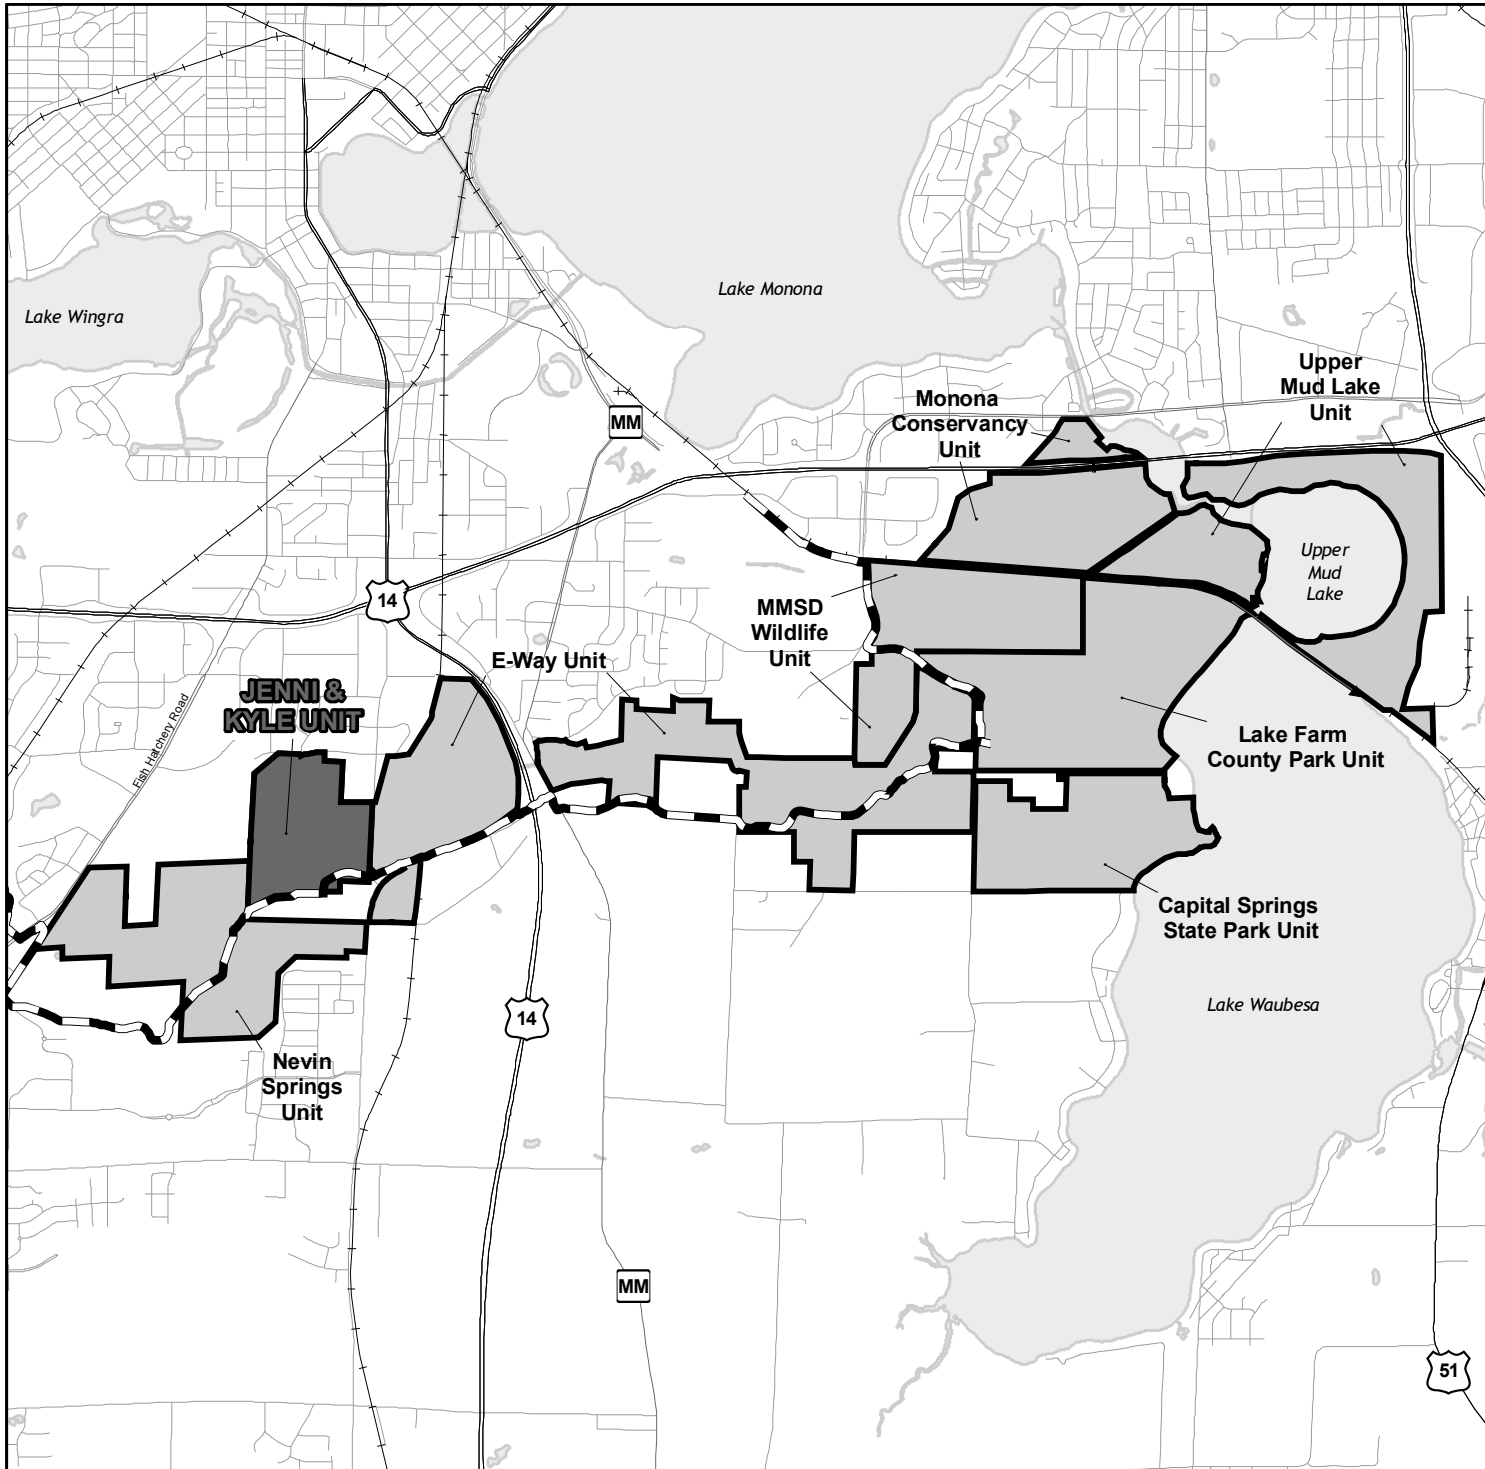 Lake Monona
Lake Wingra
Upper
Mud Lake
Unit
Monona
Conservancy
Unit
MM
Upper
Mud
Lake
14
MMSD
Wildlife
Unit
E-Way Unit
JENNI &
KYLE UNIT
Fish Hatchery Road
Lake Farm
County Park Unit
Capital Springs
State Park Unit
Lake Waubesa
14
Nevin
Springs
Unit
MM
51